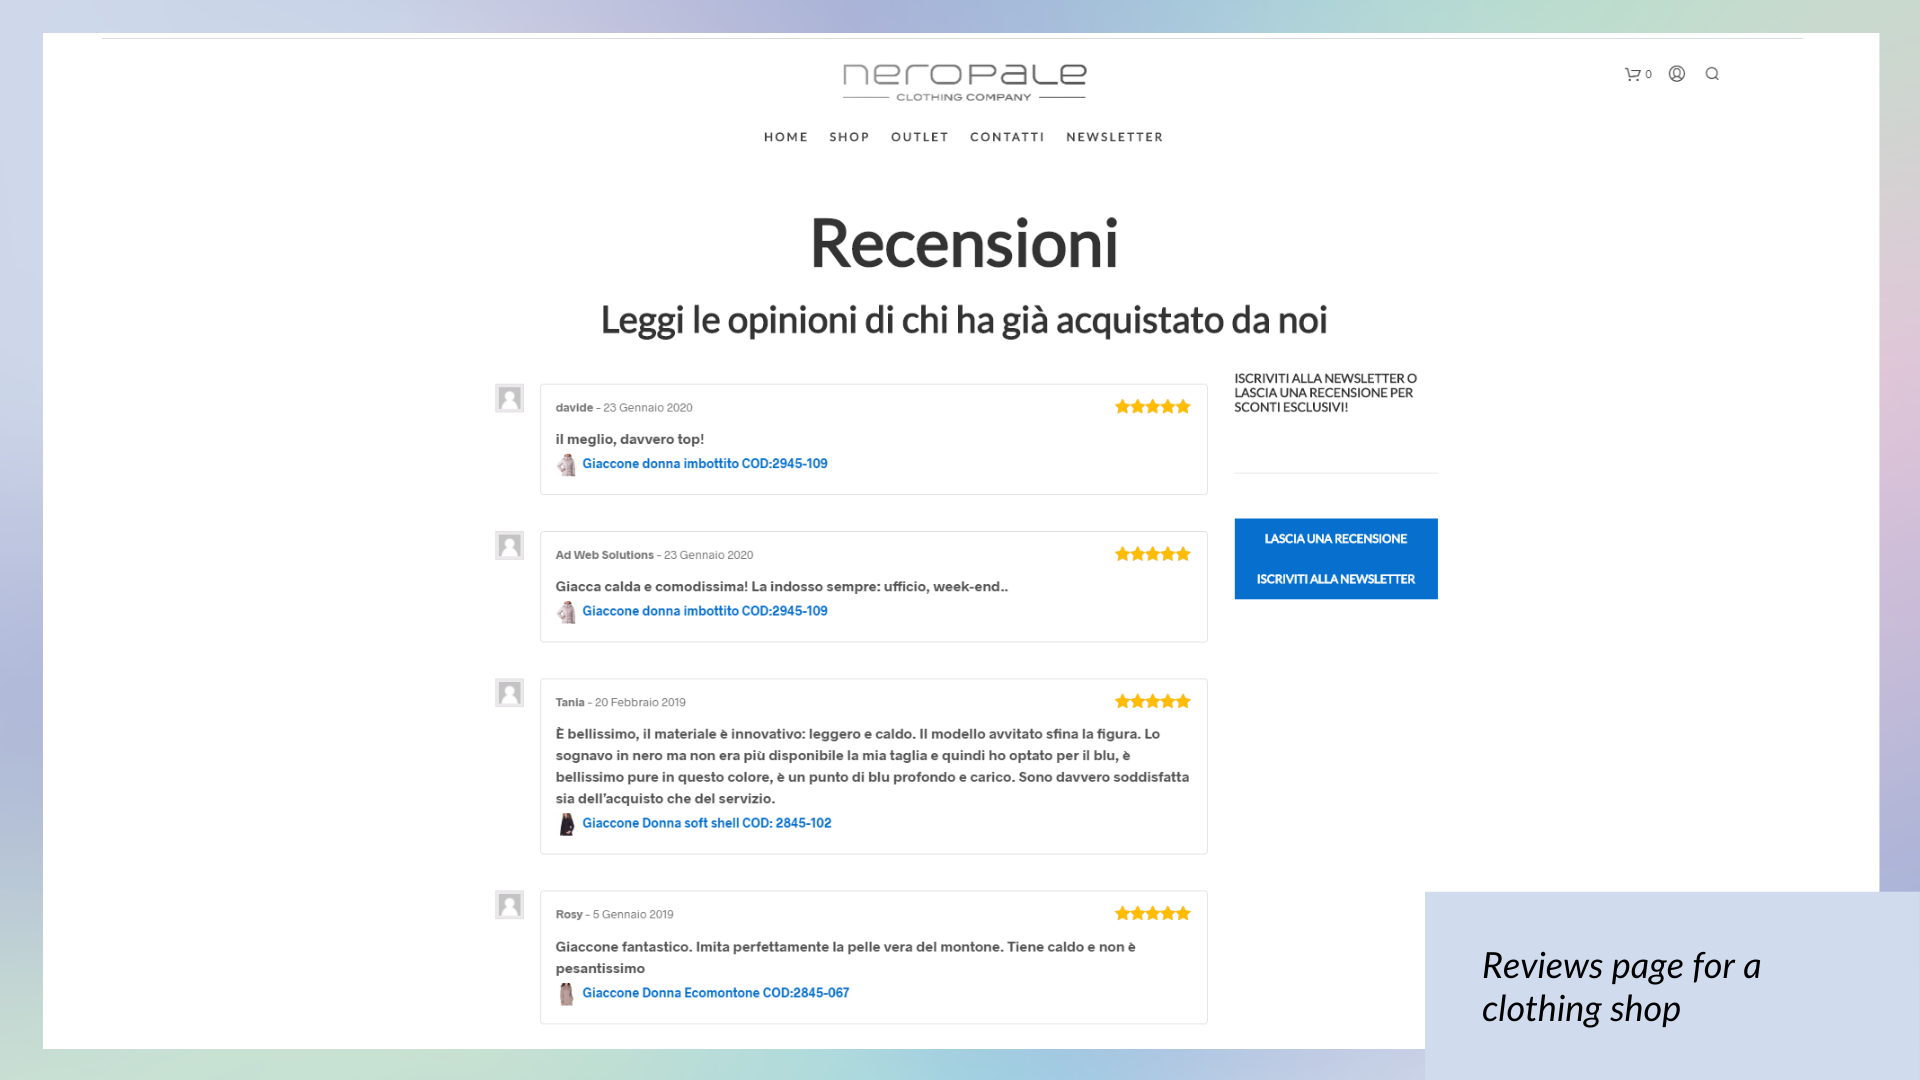 neropale
CLOTHING COMPANY
0
HOME SHOP OUTLET CONTATTI NEWSLETTER
Recensioni
Leggi le opinioni di chi ha già acquistato da noi
davide - 23 Gennaio 2020
il meglio, davvero top!
Giaccone donna imbottito COD:2945-109
Ad Web Solutions - 23 Gennaio 2020
Giacca calda e comodissima! La indosso sempre: ufficio, week-end..
Giaccone donna imbottito COD:2945-109
Tania - 20 Febbraio 2019
È bellissimo, il materiale è innovativo: leggero e caldo. Il modello avvitato sfina la figura. Lo
sognavo in nero ma non era più disponibile la mia taglia e quindi ho optato per il blu, è
bellissimo pure in questo colore, è un punto di blu profondo e carico. Sono davvero soddisfatta
sia dell'acquisto che del servizio.
Giaccone Donna soft shell COD: 2845-102
Rosy - 5 Gennaio 2019
Giaccone fantastico. Imita perfettamente la pelle vera del montone. Tiene caldo e non è
pesantissimo
Giaccone Donna Ecomontone COD:2845-067
ISCRIVITI ALLA NEWSLETTER O
LASCIA UNA RECENSIONE PER
SCONTI ESCLUSIVI!
LASCIA UNA RECENSIONE
ISCRIVITI ALLA NEWSLETTER
Reviews page for a
clothing shop